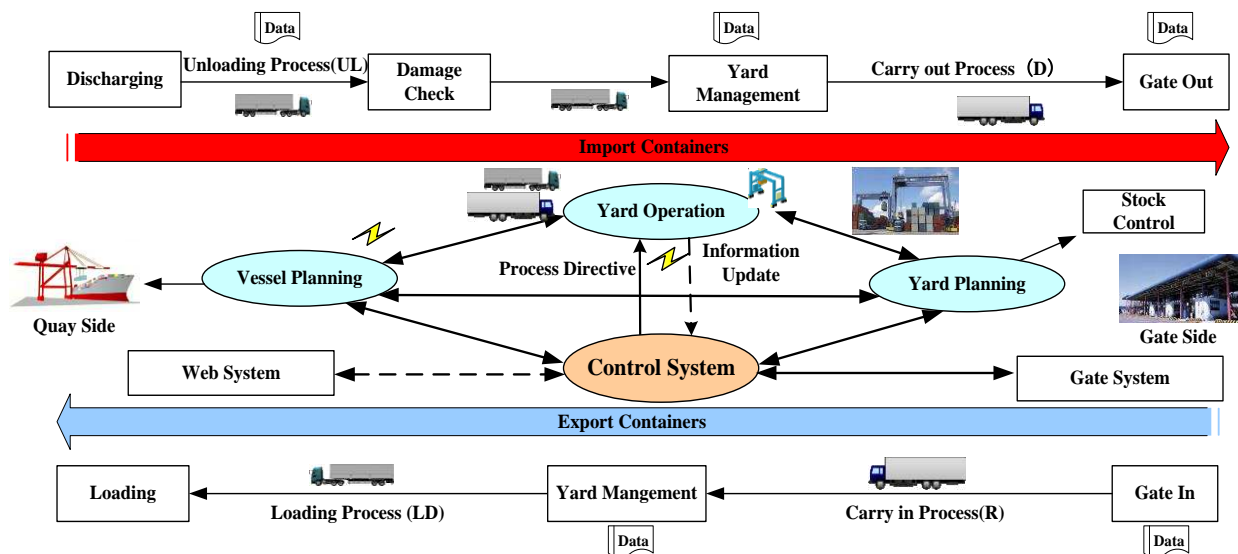 Data
Data
Data
Discharging
Unloading Process(UL)
Damage
Check
Yard
Management
Carry out Process （D）
Gate Out
Import Containers
Yard Operation
Stock
Control
Process Directive
Information
Update
Vessel Planning
Yard Planning
Quay Side
Gate Side
Control System
Web System
Gate System
Export Containers
Loading
Loading Process (LD)
Yard Mangement
Carry in Process(R)
Gate In
Data
Data